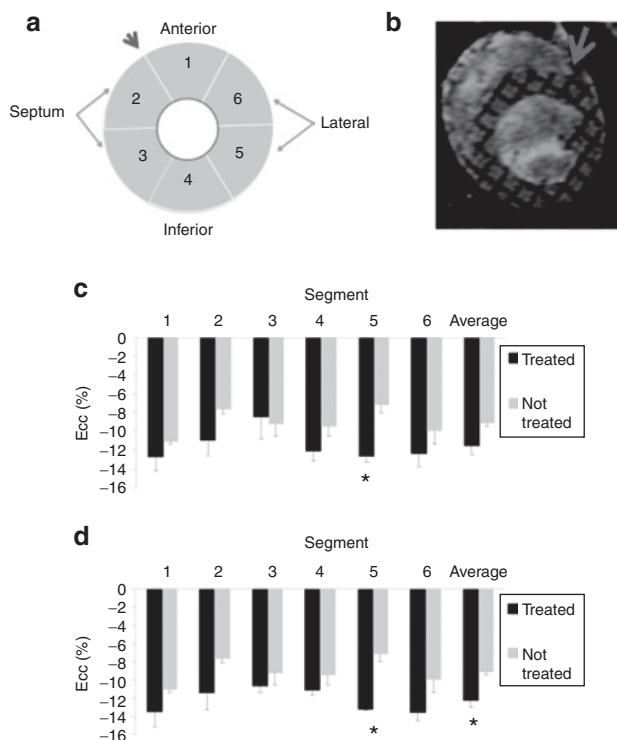 a
Anterior
1
2
6
Septum
Lateral
3
5
4
Inferior
b
c
Segment
1 2 3 4 5 6 Average
0
−2
−4
−6
−8
−10
−12
−14
−16
Ecc (%)
Treated
Not
treated
*
d
Segment
1 2 3 4 5 6 Average
0
−2
−4
−6
−8
−10
−12
−14
−16
Ecc (%)
Treated
Not
treated
* *